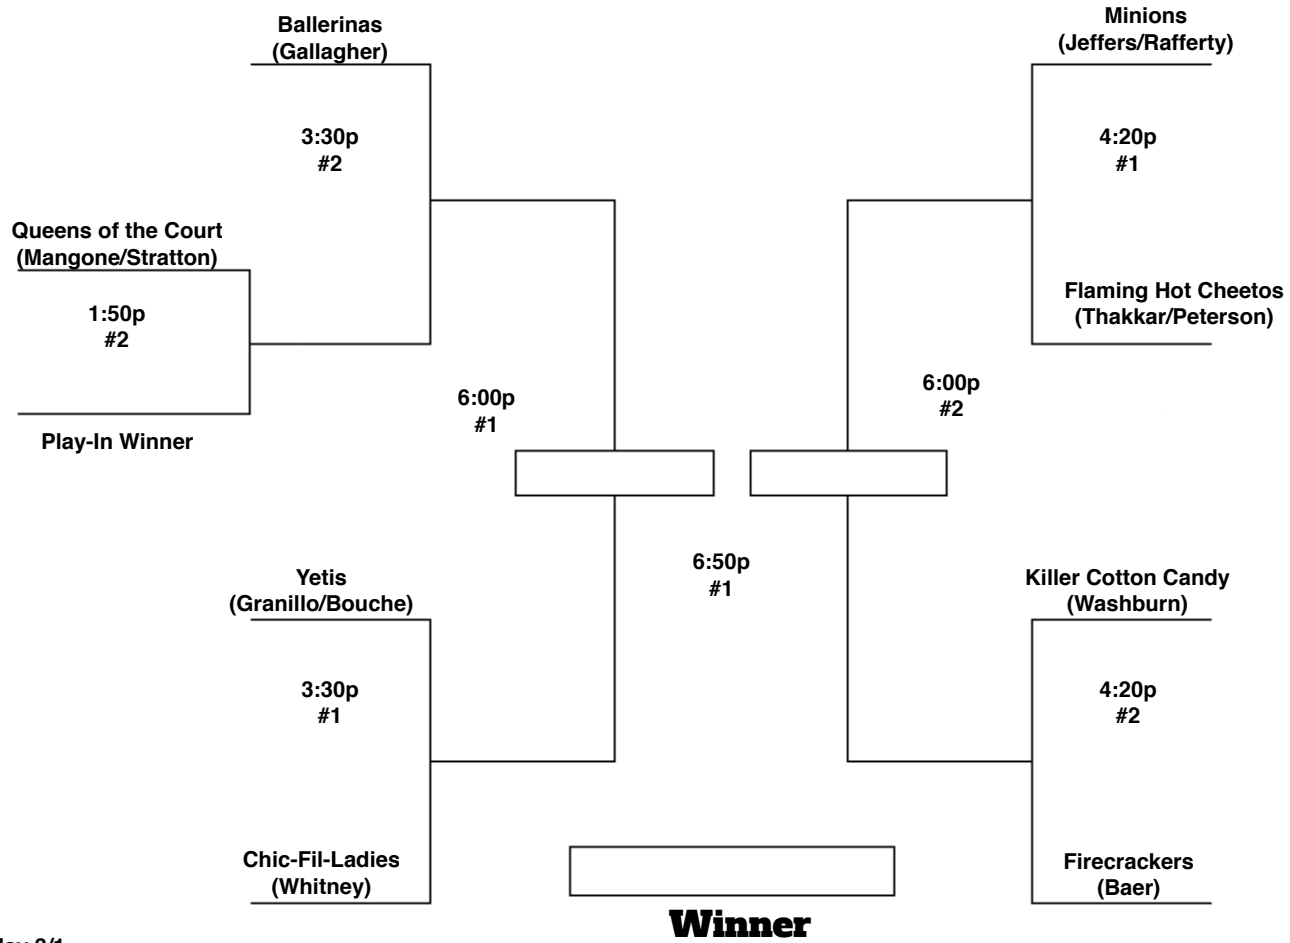 Ballerinas
(Gallagher)
3:30p
#2
Queens of the Court
(Mangone/Stratton)
1:50p
#2
Play-In Winner
6:00p
#1
Yetis
(Granillo/Bouche)
3:30p
#1
Chic-Fil-Ladies
(Whitney)
Minions
(Jeffers/Rafferty)
4:20p
#1
Flaming Hot Cheetos
(Thakkar/Peterson)
6:00p
#2
6:50p
#1
Killer Cotton Candy
(Washburn)
4:20p
#2
Firecrackers
(Baer)
Winner